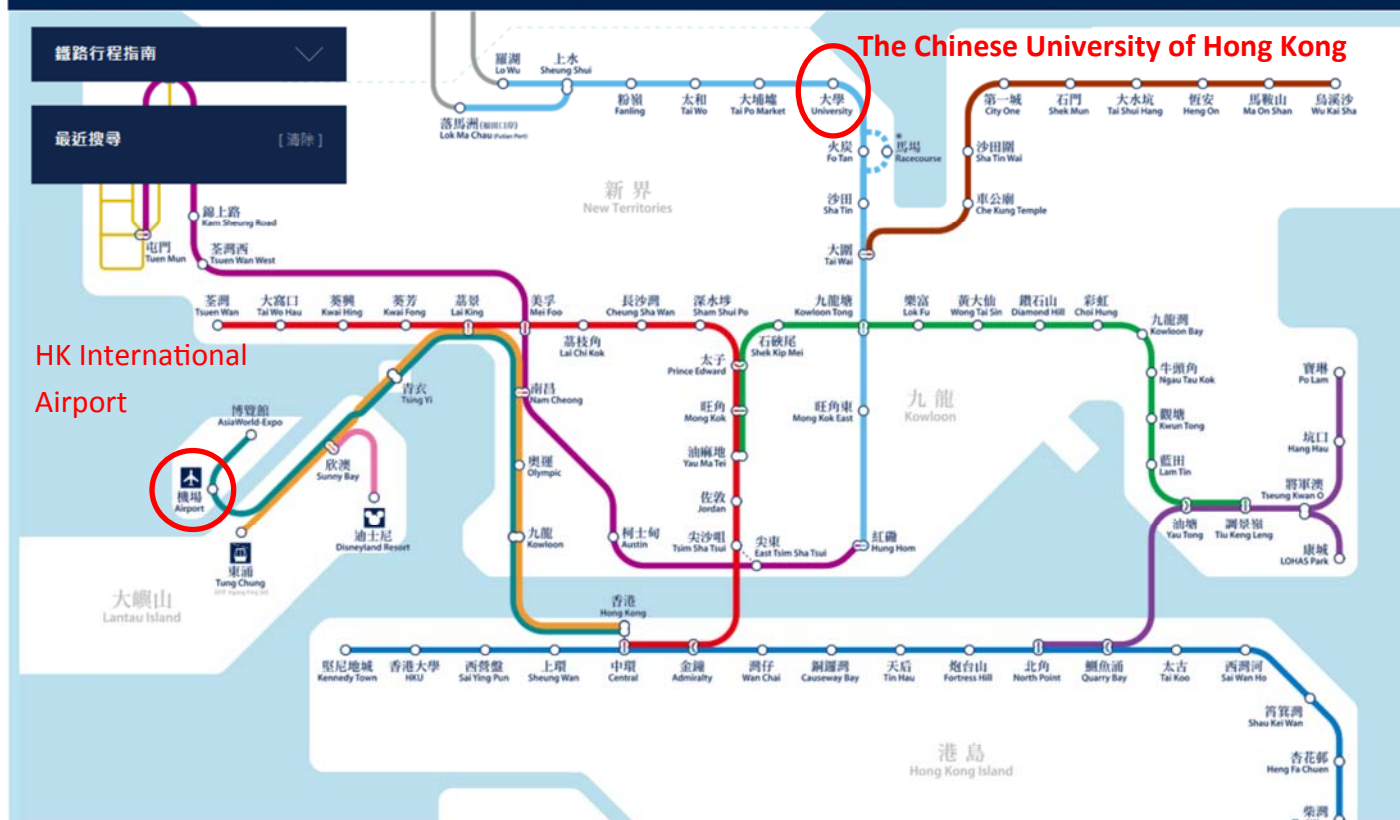 鐵路行程指南
最近搜尋
[ 清除 ]
The Chinese University of Hong Kong
HK International
Airport
羅湖
Lo Wu
上水
Sheung Shui
落馬洲(福田口岸)
Lok Ma Chau (Futian Port)
粉嶺
Fanling
太和
Tai Wo
大埔墟
Tai Po Market
大學
University
火炭
Fo Tan
*
馬場
Racecourse
沙田
Sha Tin
大圍
Tai Wai
第一城
City One
石門
Shek Mun
大水坑
Tai Shui Hang
恆安
Heng On
馬鞍山
Ma On Shan
烏溪沙
Wu Kai Sha
沙田圍
Sha Tin Wai
車公廟
Che Kung Temple
新界
New Territories
錦上路
Kam Sheung Road
屯門
Tuen Mun
荃灣西
Tsuen Wan West
荃灣
Tsuen Wan
大窩口
Tai Wo Hau
葵興
Kwai Hing
葵芳
Kwai Fong
荔景
Lai King
美孚
Mei Foo
荔枝角
Lai Chi Kok
長沙灣
Cheung Sha Wan
深水埗
Sham Shui Po
九龍塘
Kowloon Tong
石硤尾
Shek Kip Mei
樂富
Lok Fu
黃大仙
Wong Tai Sin
鑽石山
Diamond Hill
彩虹
Choi Hung
九龍灣
Kowloon Bay
牛頭角
Ngau Tau Kok
觀塘
Kwun Tong
藍田
Lam Tin
油塘
Yau Tong
調景嶺
Tiu Keng Leng
將軍澳
Tseung Kwan O
坑口
Hang Hau
寶琳
Po Lam
康城
LOHAS Park
太子
Prince Edward
旺角
Mong Kok
油麻地
Yau Ma Tei
佐敦
Jordan
尖沙咀
Tsim Sha Tsui
尖東
East Tsim Sha Tsui
旺角東
Mong Kok East
紅磡
Hung Hom
九龍
Kowloon
青衣
Tsing Yi
南昌
Nam Cheong
奧運
Olympic
九龍
Kowloon
柯士甸
Austin
博覽館
AsiaWorld-Expo
機場
Airport
欣澳
Sunny Bay
迪士尼
Disneyland Resort
東涌
Tung Chung
大嶼山
Lantau Island
香港
Hong Kong
堅尼地城
Kennedy Town
香港大學
HKU
西營盤
Sai Ying Pun
上環
Sheung Wan
中環
Central
金鐘
Admiralty
灣仔
Wan Chai
銅鑼灣
Causeway Bay
天后
Tin Hau
炮台山
Fortress Hill
北角
North Point
鰂魚涌
Quarry Bay
太古
Tai Koo
西灣河
Sai Wan Ho
筲箕灣
Shau Kei Wan
杏花邨
Heng Fa Chuen
柴灣
港島
Hong Kong Island